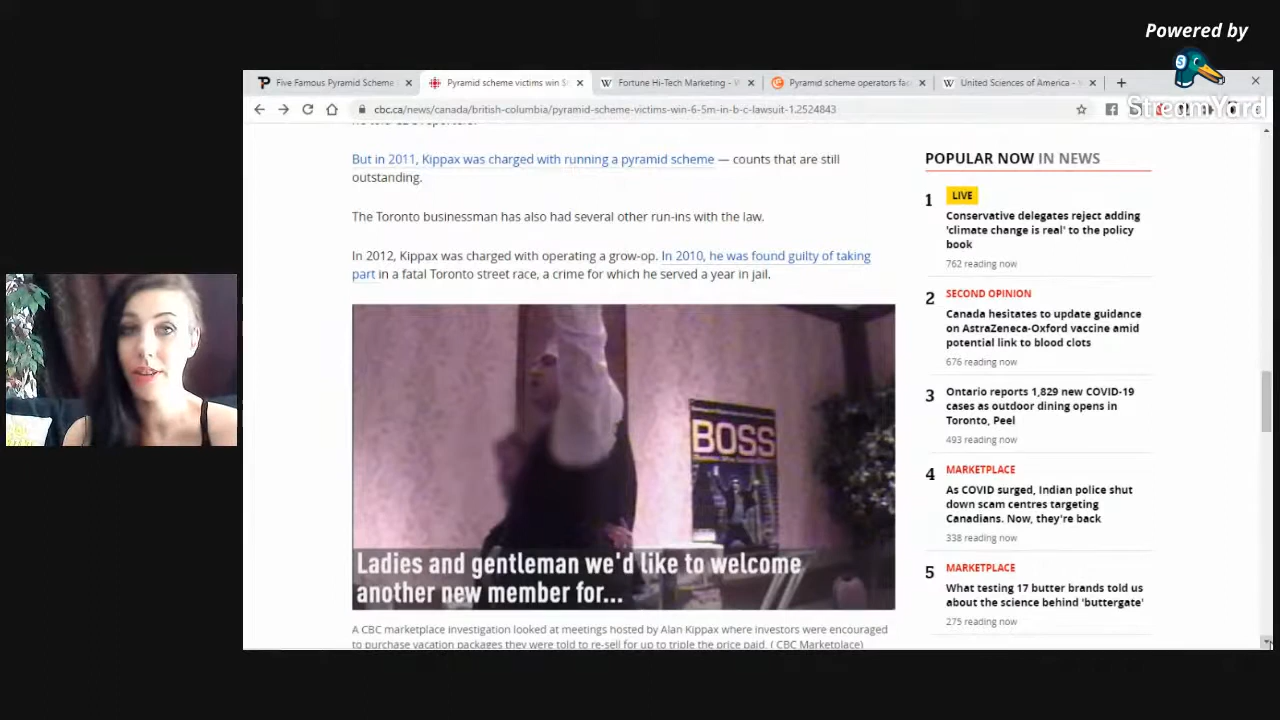 Powered by
StreamYard
Five Famous Pyramid Scheme
Pyramid scheme victims win $
Fortune Hi-Tech Marketing - W
Pyramid scheme operators fac
United Sciences of America -
cbc.ca/news/canada/british-columbia/pyramid-scheme-victims-win-6-5m-in-b-c-lawsuit-1.2524843
But in 2011, Kippax was charged with running a pyramid scheme — counts that are still
outstanding.
The Toronto businessman has also had several other run-ins with the law.
In 2012, Kippax was charged with operating a grow-op. In 2010, he was found guilty of taking
part in a fatal Toronto street race, a crime for which he served a year in jail.
BOSS
Ladies and gentleman we'd like to welcome
another new member for...
A CBC marketplace investigation looked at meetings hosted by Alan Kippax where investors were encouraged
to purchase vacation packages they were told to re-sell for up to triple the price paid. ( CBC Marketplace)
POPULAR NOW IN NEWS
1
LIVE
Conservative delegates reject adding
'climate change is real' to the policy
book
762 reading now
2
SECOND OPINION
Canada hesitates to update guidance
on AstraZeneca-Oxford vaccine amid
potential link to blood clots
676 reading now
3
Ontario reports 1,829 new COVID-19
cases as outdoor dining opens in
Toronto, Peel
493 reading now
4
MARKETPLACE
As COVID surged, Indian police shut
down scam centres targeting
Canadians. Now, they're back
338 reading now
5
MARKETPLACE
What testing 17 butter brands told us
about the science behind 'buttergate'
275 reading now